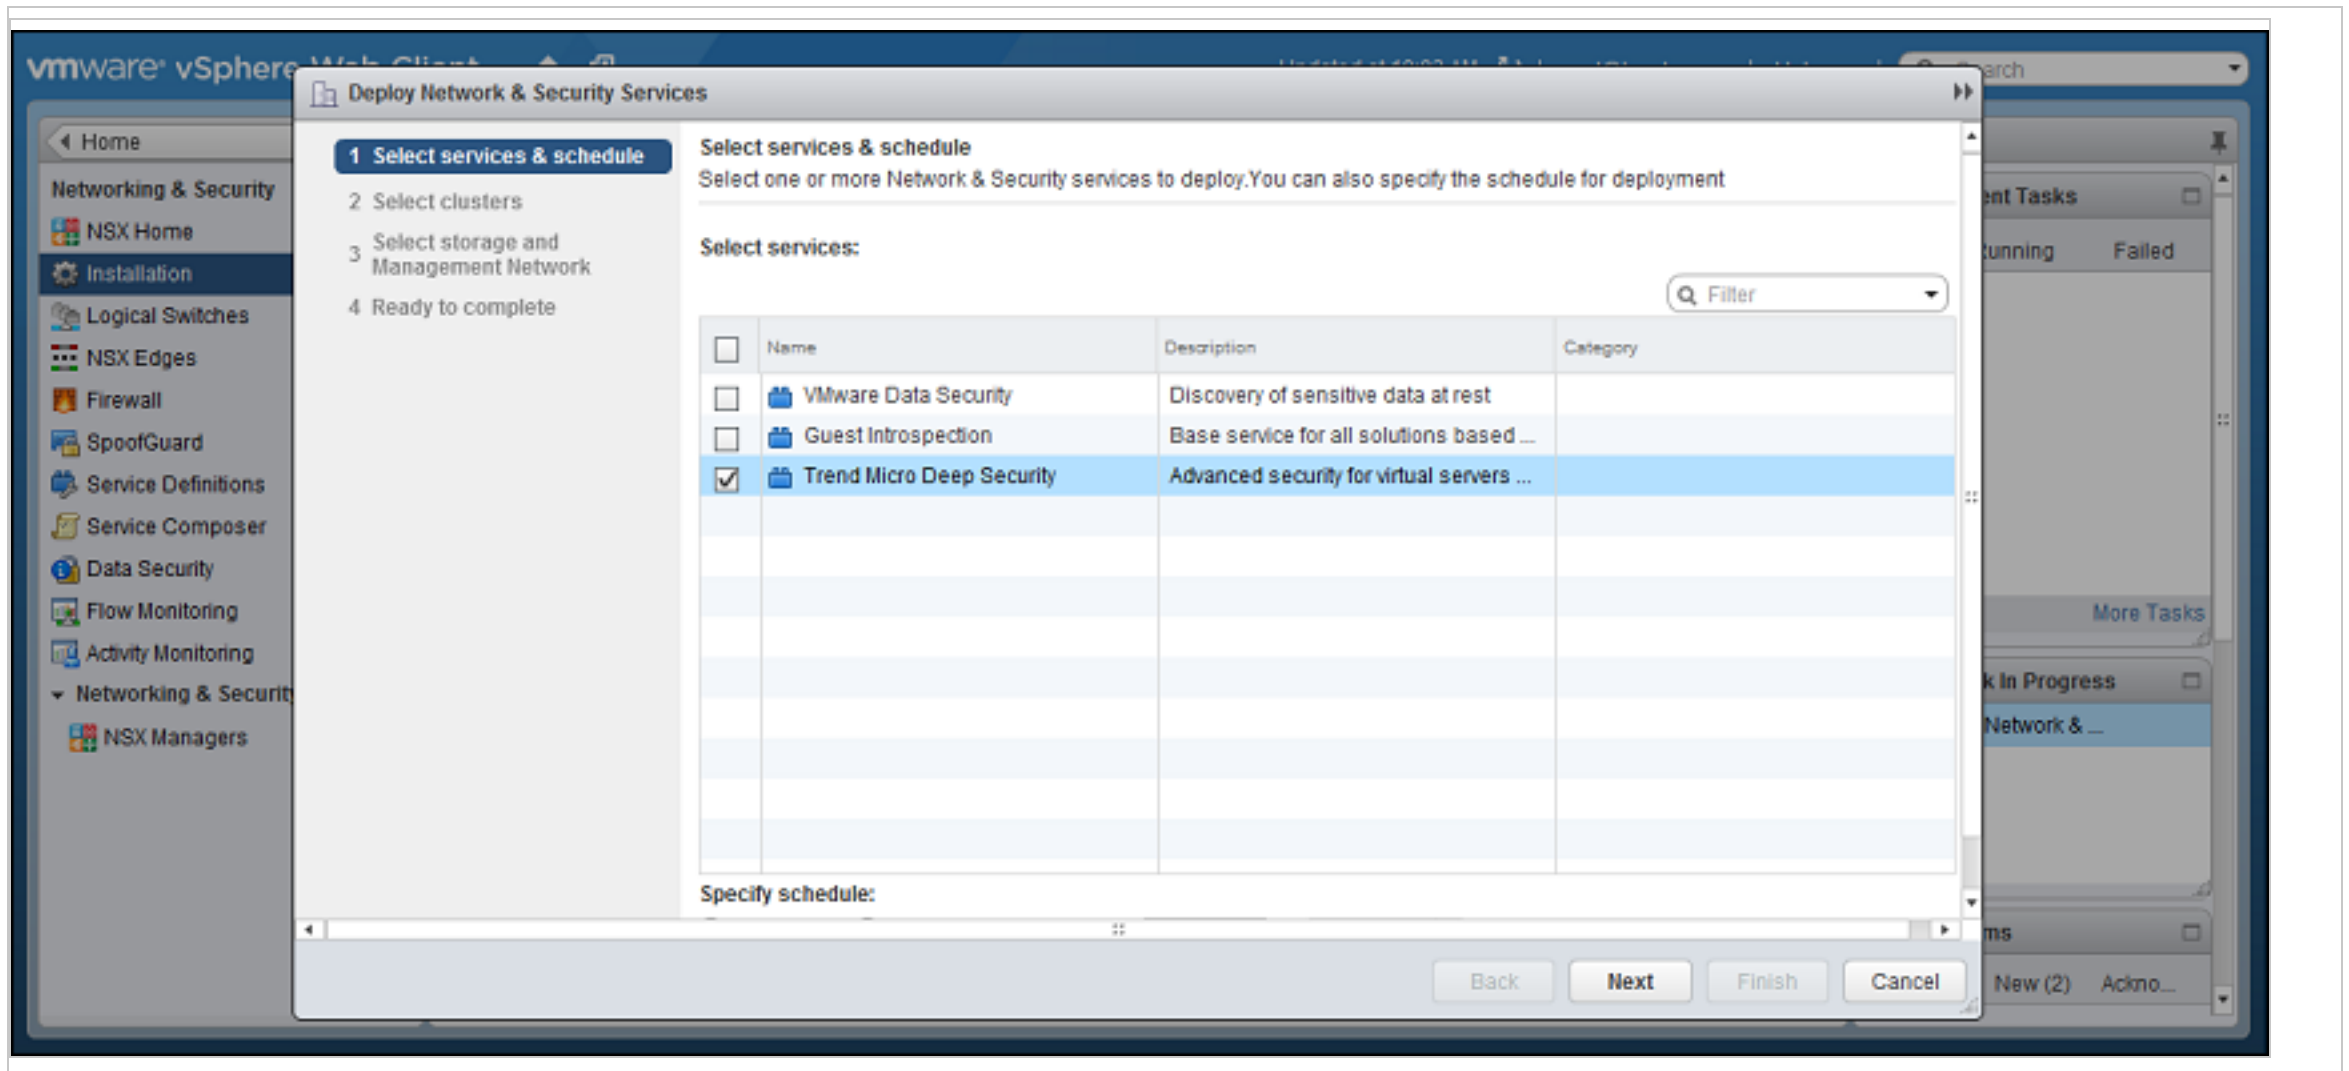 vmware vSphere Web Client
Search
Deploy Network & Security Services
Home
Networking & Security
NSX Home
Installation
Logical Switches
NSX Edges
Firewall
SpoofGuard
Service Definitions
Service Composer
Data Security
Flow Monitoring
Activity Monitoring
Networking & Security
NSX Managers
1 Select services & schedule
2 Select clusters
3 Select storage and
Management Network
4 Ready to complete
Select services & schedule
Select one or more Network & Security services to deploy.You can also specify the schedule for deployment
Select services:
Filter
Name Description Category
VMware Data Security Discovery of sensitive data at rest
Guest Introspection Base service for all solutions based ...
Trend Micro Deep Security Advanced security for virtual servers ...
Specify schedule:
Back Next Finish Cancel
Tasks
Running Failed
More Tasks
In Progress
Network & ...
New (2) Ackno...